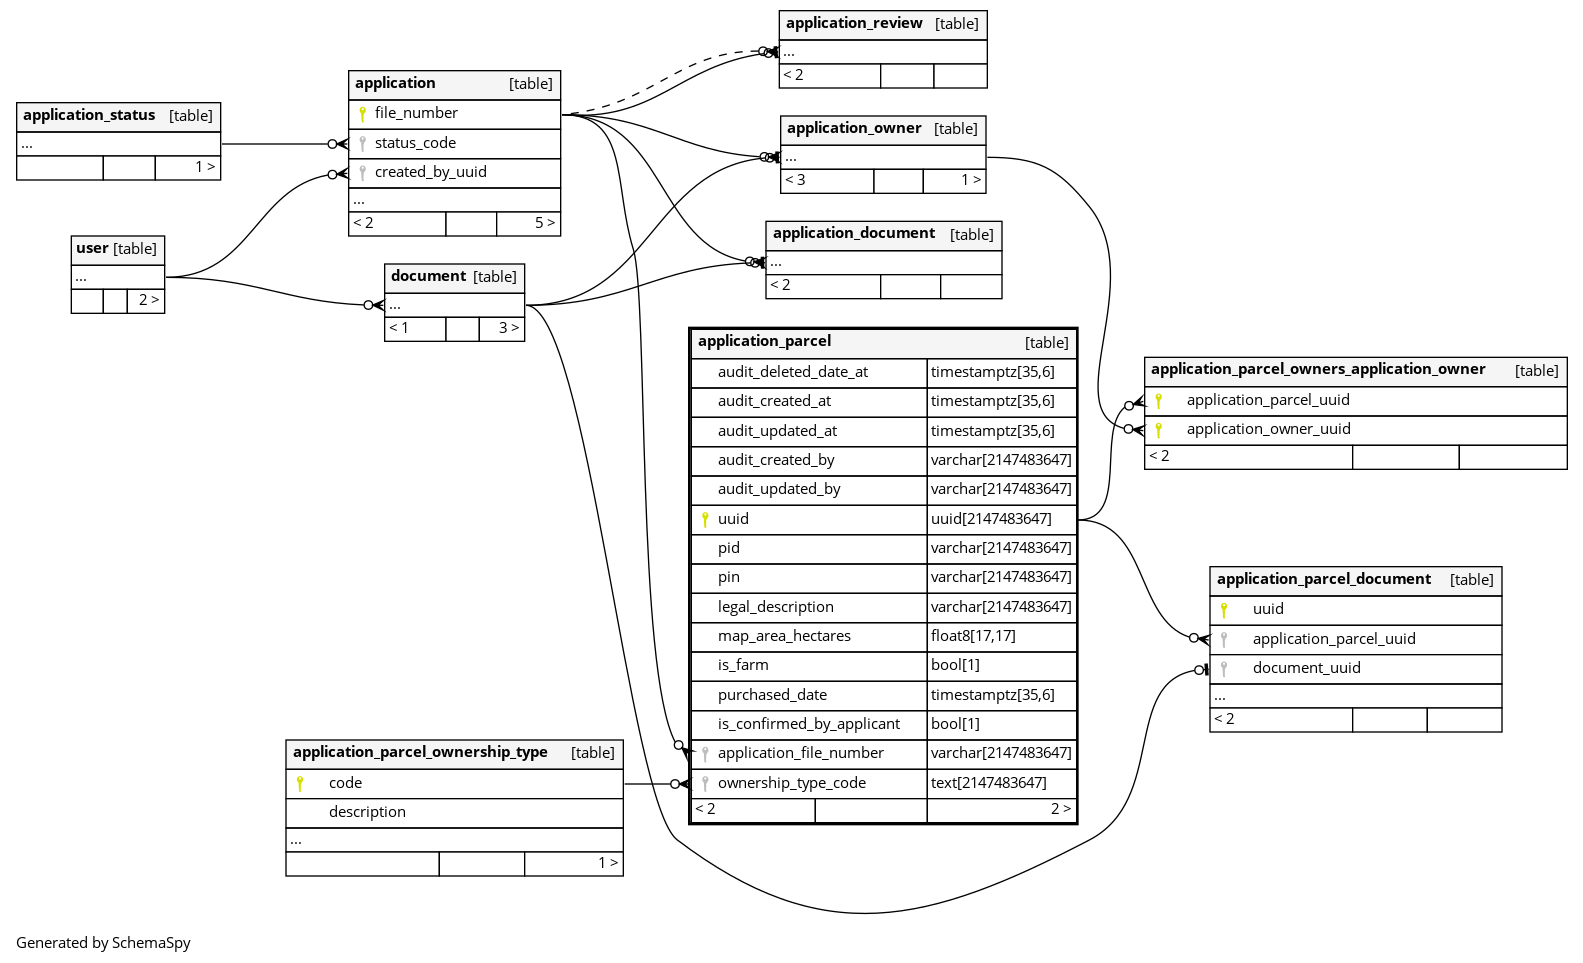 application_review [table]
...
< 2
application [table]
file_number
status_code
created_by_uuid
...
< 2 5 >
application_status [table]
...
1 >
application_owner [table]
...
< 3 1 >
user [table]
...
2 >
application_document [table]
...
< 2
document [table]
...
< 1 3 >
application_parcel [table]
audit_deleted_date_at timestamptz[35,6]
audit_created_at timestamptz[35,6]
audit_updated_at timestamptz[35,6]
audit_created_by varchar[2147483647]
audit_updated_by varchar[2147483647]
uuid uuid[2147483647]
pid varchar[2147483647]
pin varchar[2147483647]
legal_description varchar[2147483647]
map_area_hectares float8[17,17]
is_farm bool[1]
purchased_date timestamptz[35,6]
is_confirmed_by_applicant bool[1]
application_file_number varchar[2147483647]
ownership_type_code text[2147483647]
< 2 2 >
application_parcel_owners_application_owner [table]
application_parcel_uuid
application_owner_uuid
< 2
application_parcel_document [table]
uuid
application_parcel_uuid
document_uuid
...
< 2
application_parcel_ownership_type [table]
code
description
...
1 >
Generated by SchemaSpy